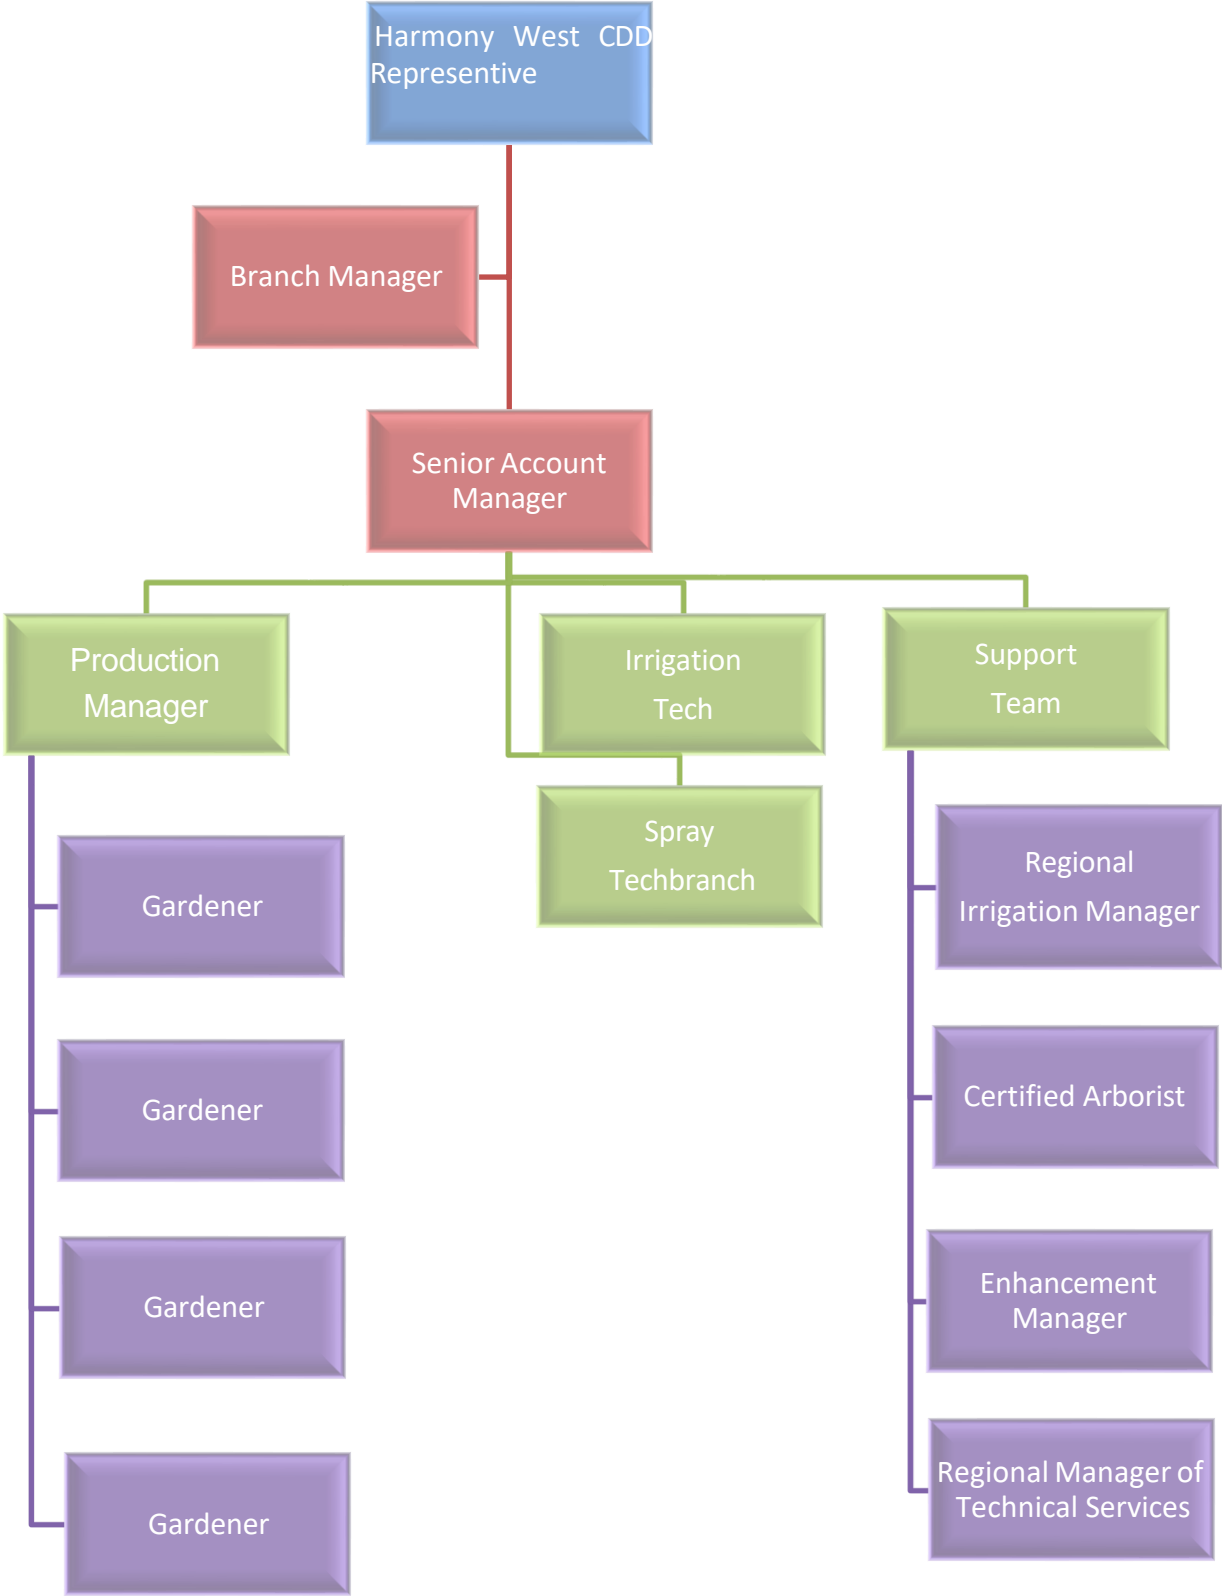 Harmony West CDD
Representive
Branch Manager
Senior Account
Manager
Production
Manager
Irrigation
Tech
Support
Team
Spray
Techbranch
Gardener
Gardener
Gardener
Gardener
Regional
Irrigation Manager
Certified Arborist
Enhancement
Manager
Regional Manager of
Technical Services